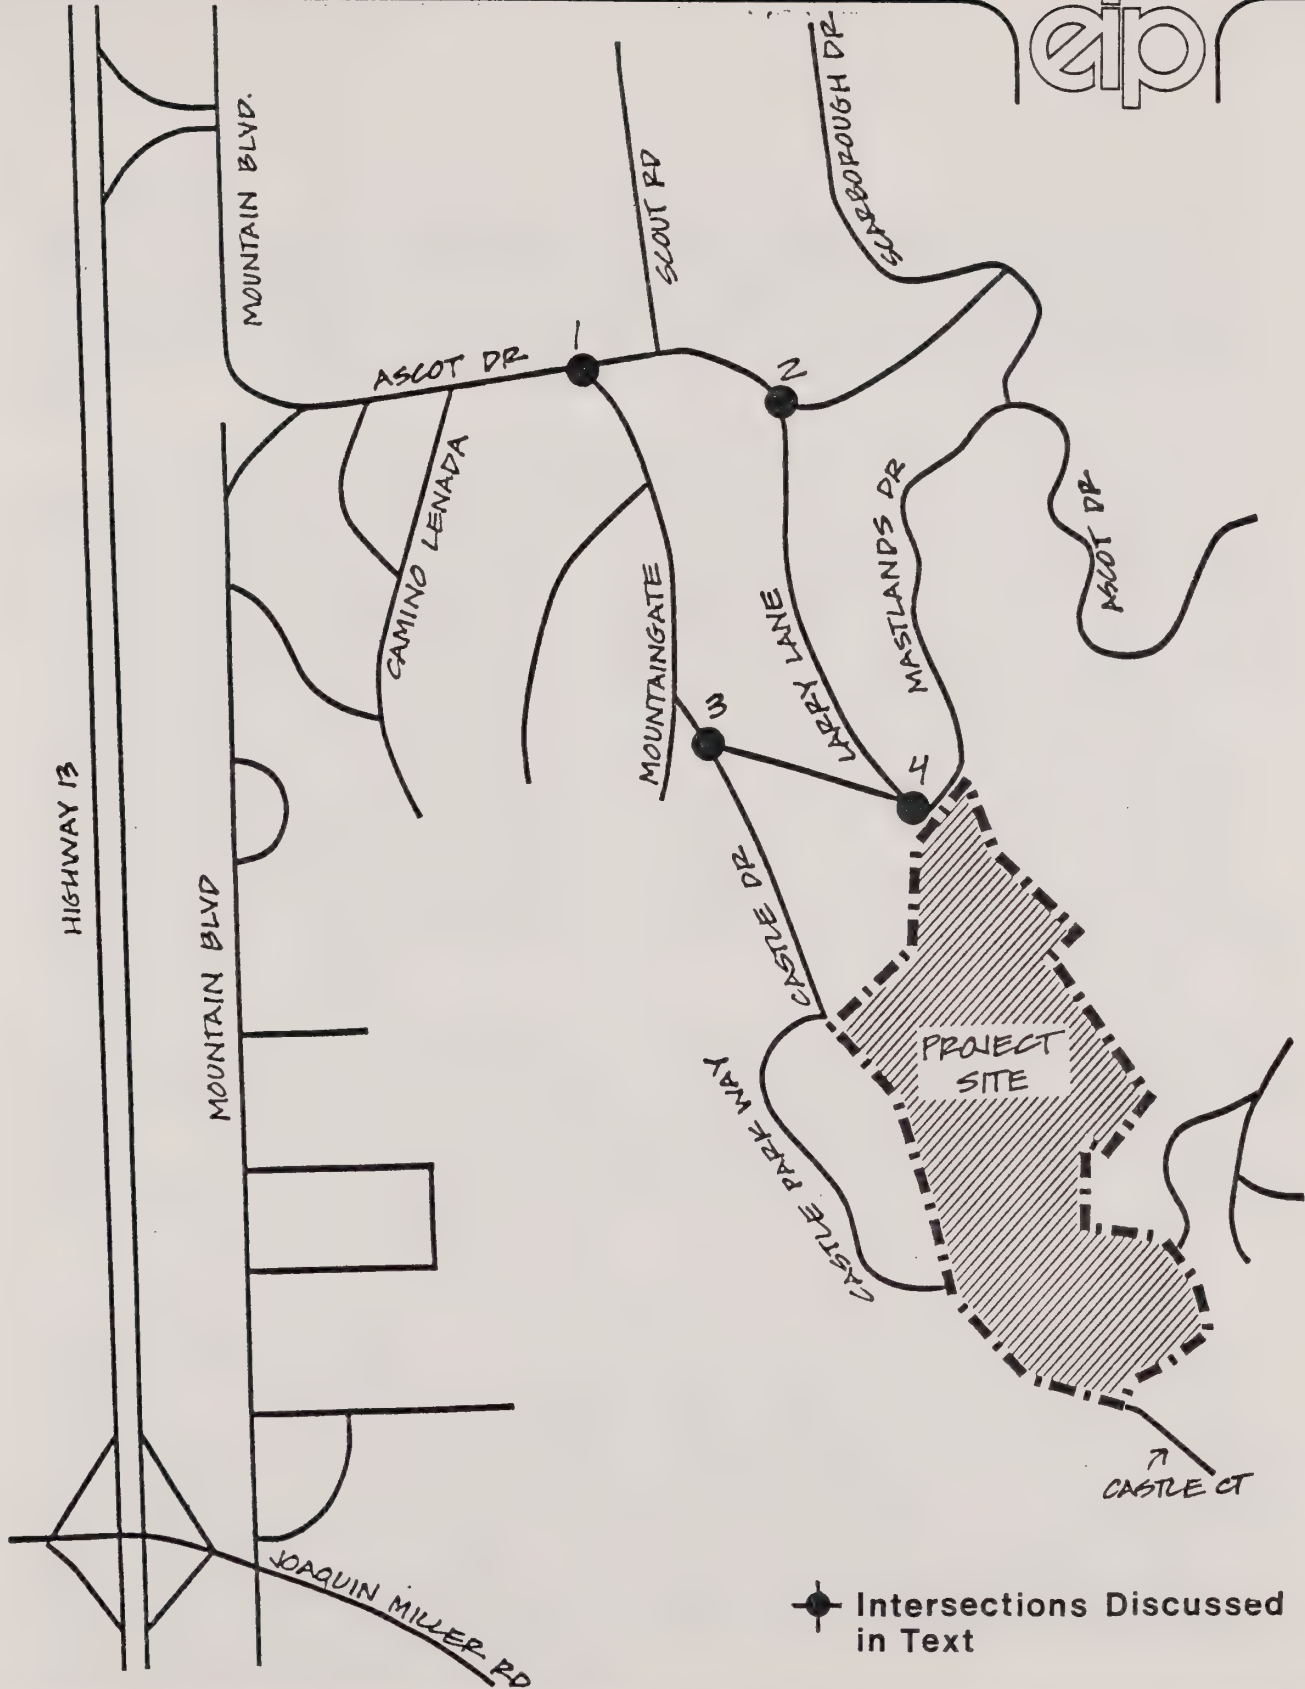 eip
SCARBOROUGH DR
MOUNTAIN BLVD.
SCOUT RD
1
ASCOT DR
2
CAMINO LENADA
MASTLANDS DR
ASCOT DR
MOUNTAINGATE
LARRY LANE
3
4
HIGHWAY 13
MOUNTAIN BLVD
CASTLE DR
PROJECT
SITE
CASTLE PARK WAY
CASTLE CT
JOAQUIN MILLER RD
Intersections Discussed
in Text